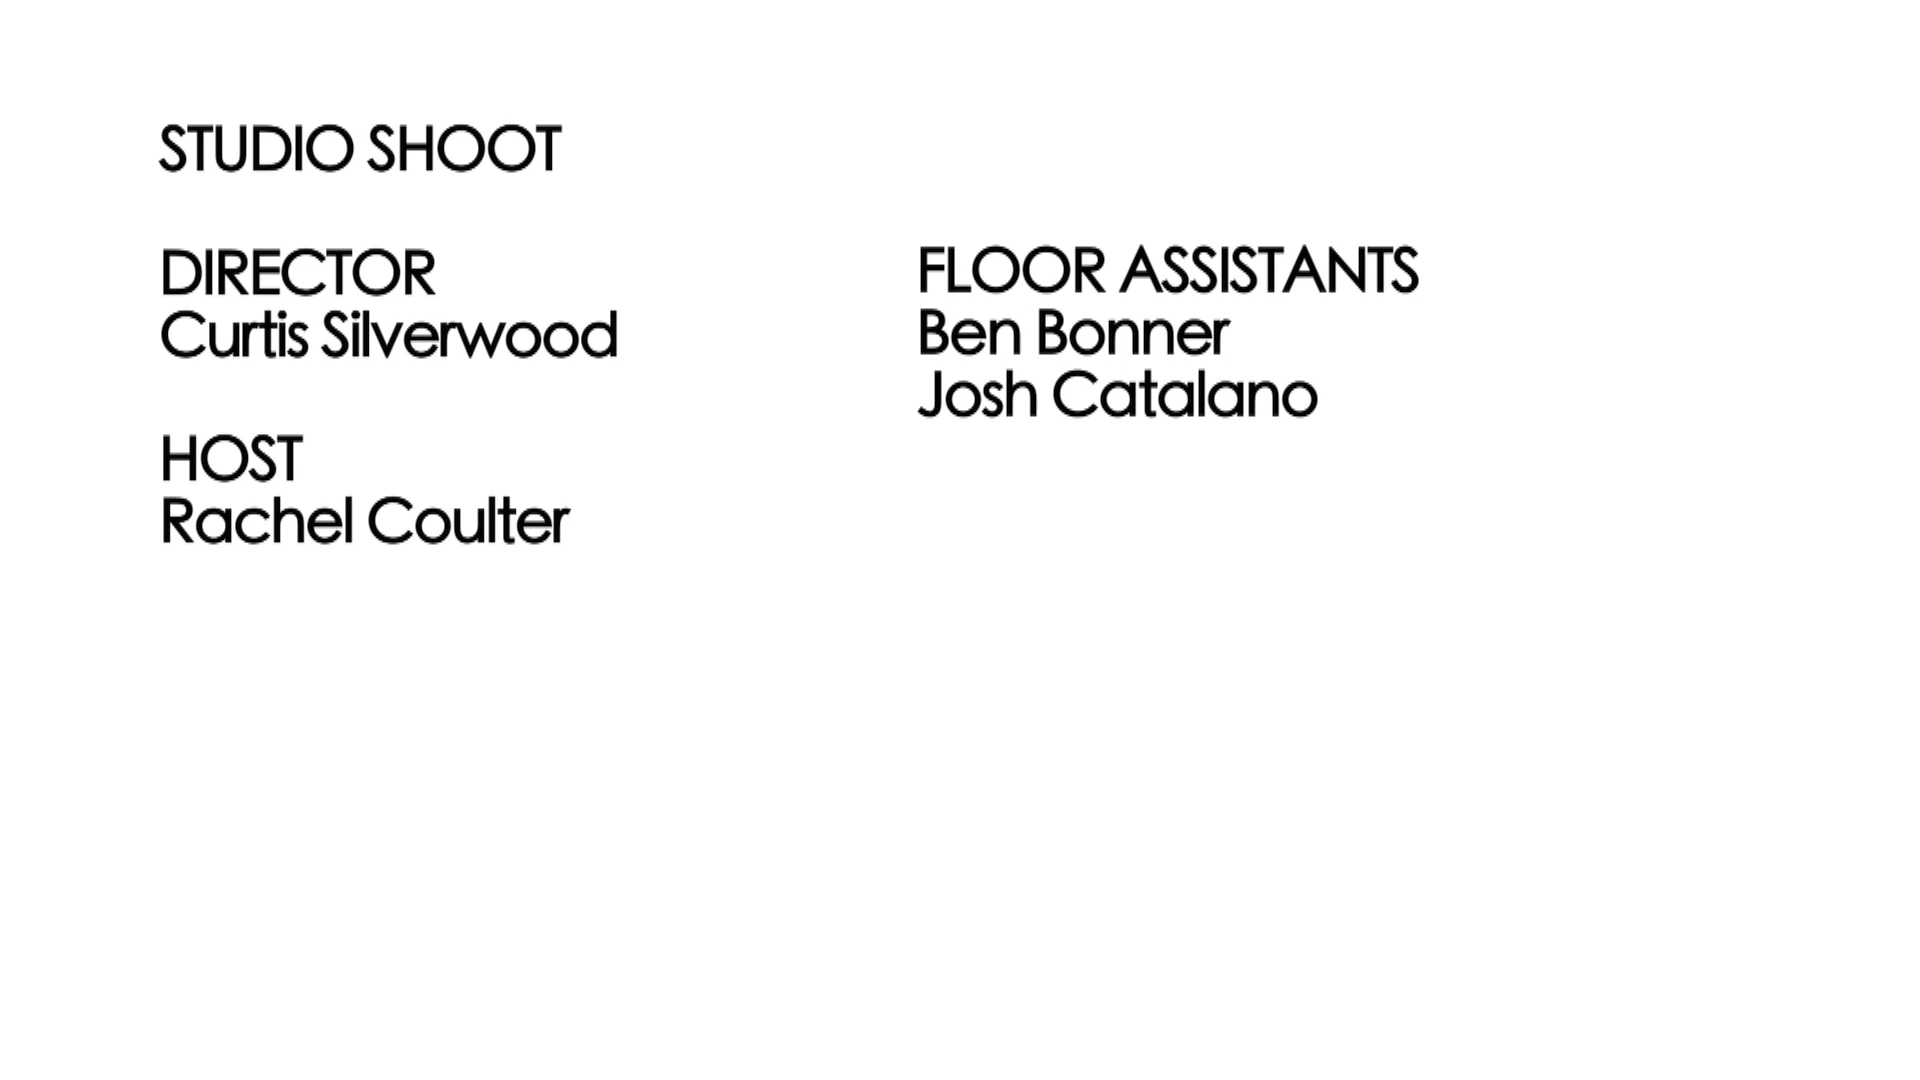 STUDIO SHOOT
DIRECTOR
Curtis Silverwood
HOST
Rachel Coulter
FLOOR ASSISTANTS
Ben Bonner
Josh Catalano